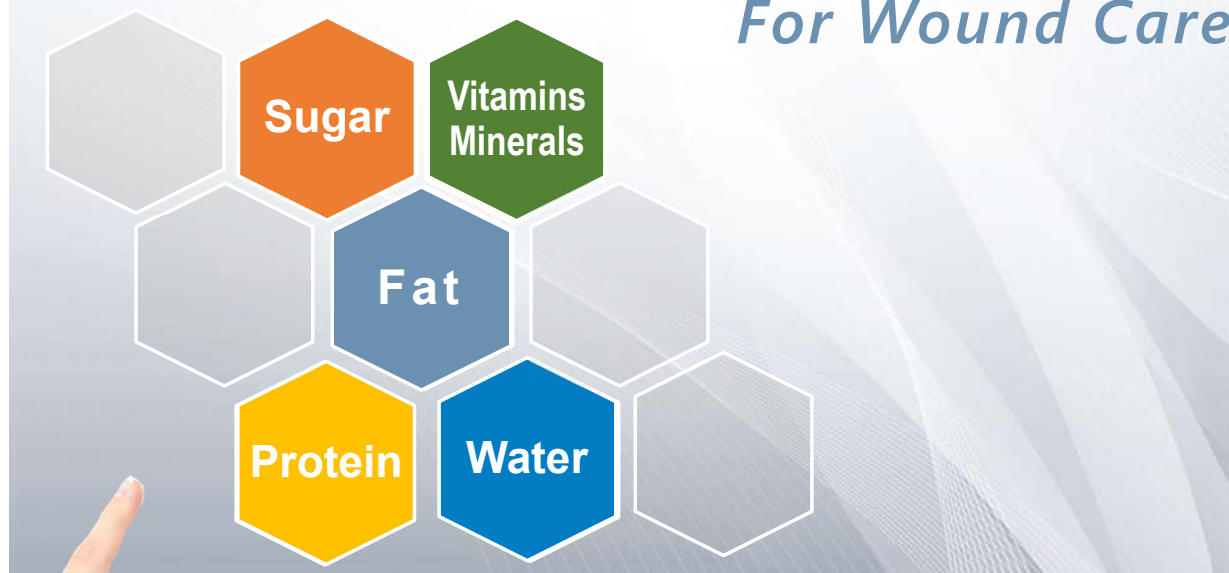 For Wound Care
Sugar
Vitamins
Minerals
Fat
Protein
Water